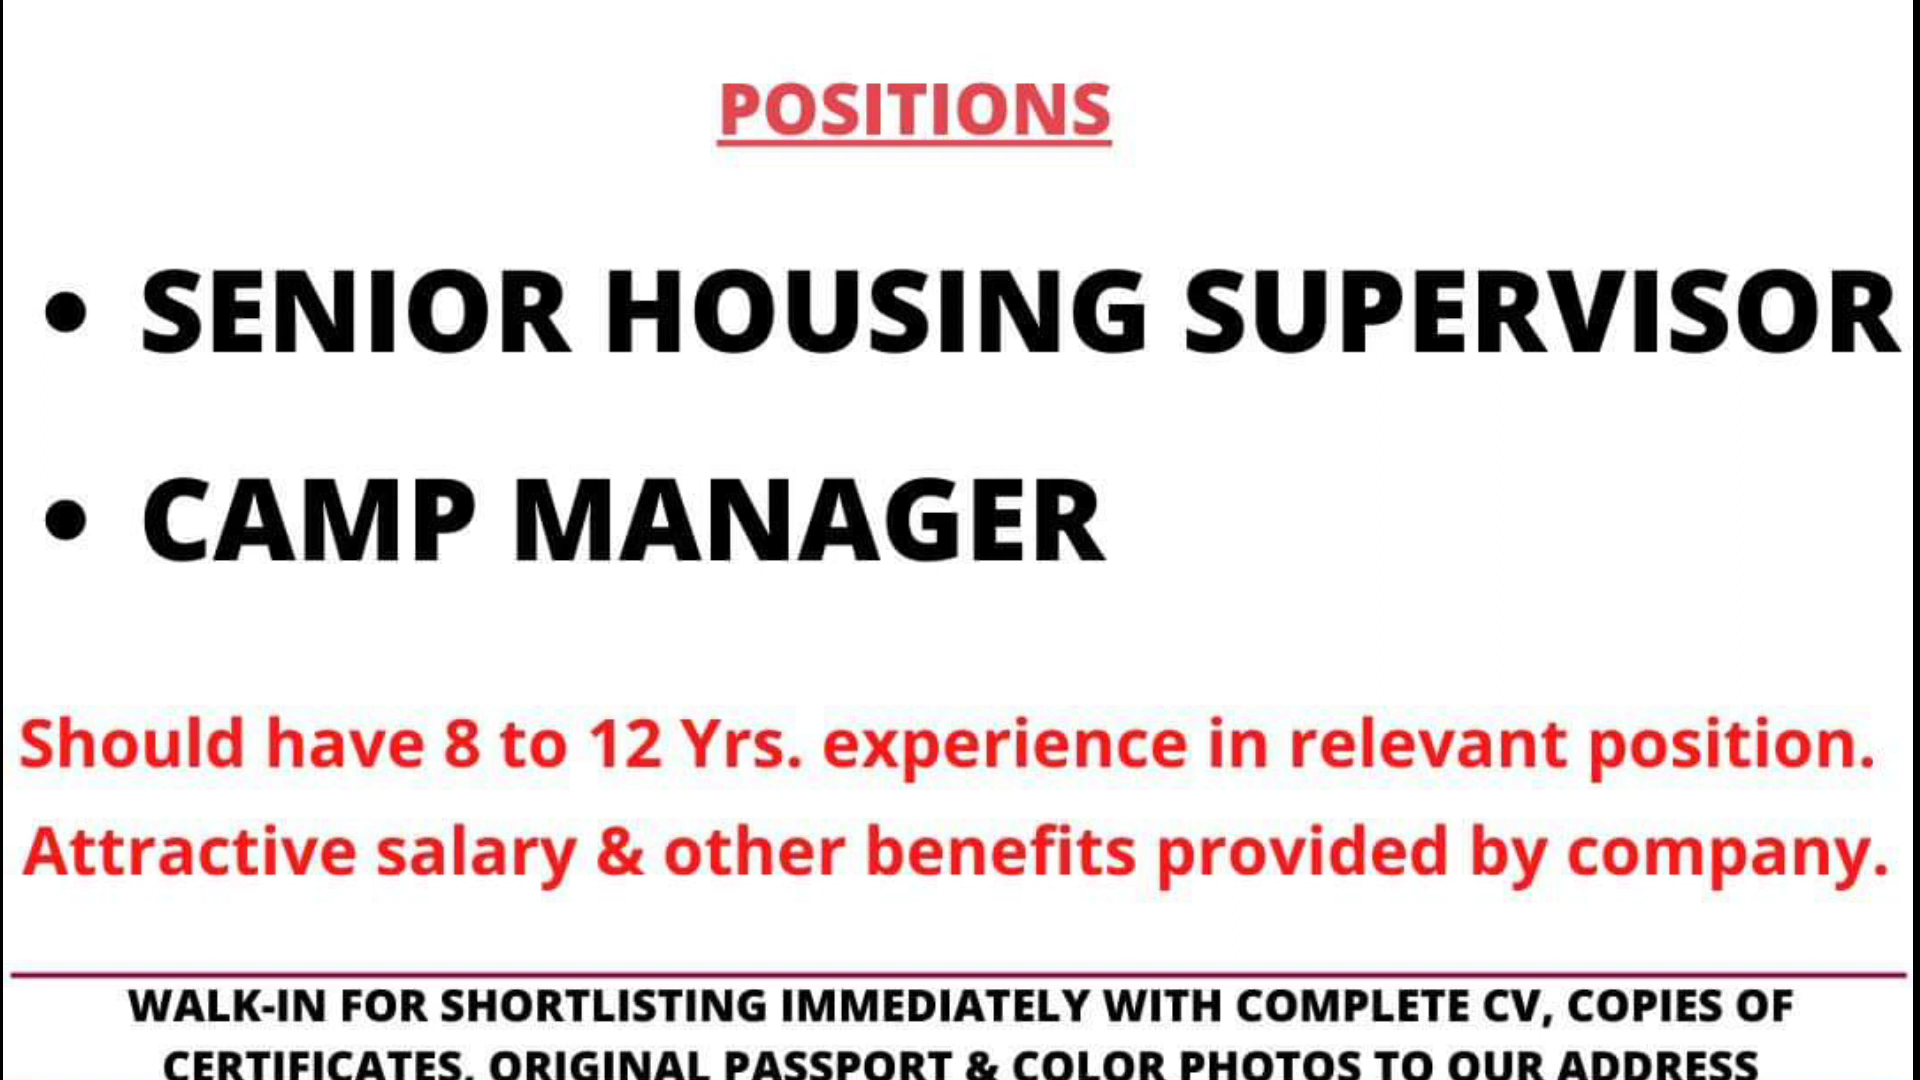 POSITIONS
• SENIOR HOUSING SUPERVISOR
• CAMP MANAGER
Should have 8 to 12 Yrs. experience in relevant position.
Attractive salary & other benefits provided by company.
WALK-IN FOR SHORTLISTING IMMEDIATELY WITH COMPLETE CV, COPIES OF
CERTIFICATES, ORIGINAL PASSPORT & COLOR PHOTOS TO OUR ADDRESS